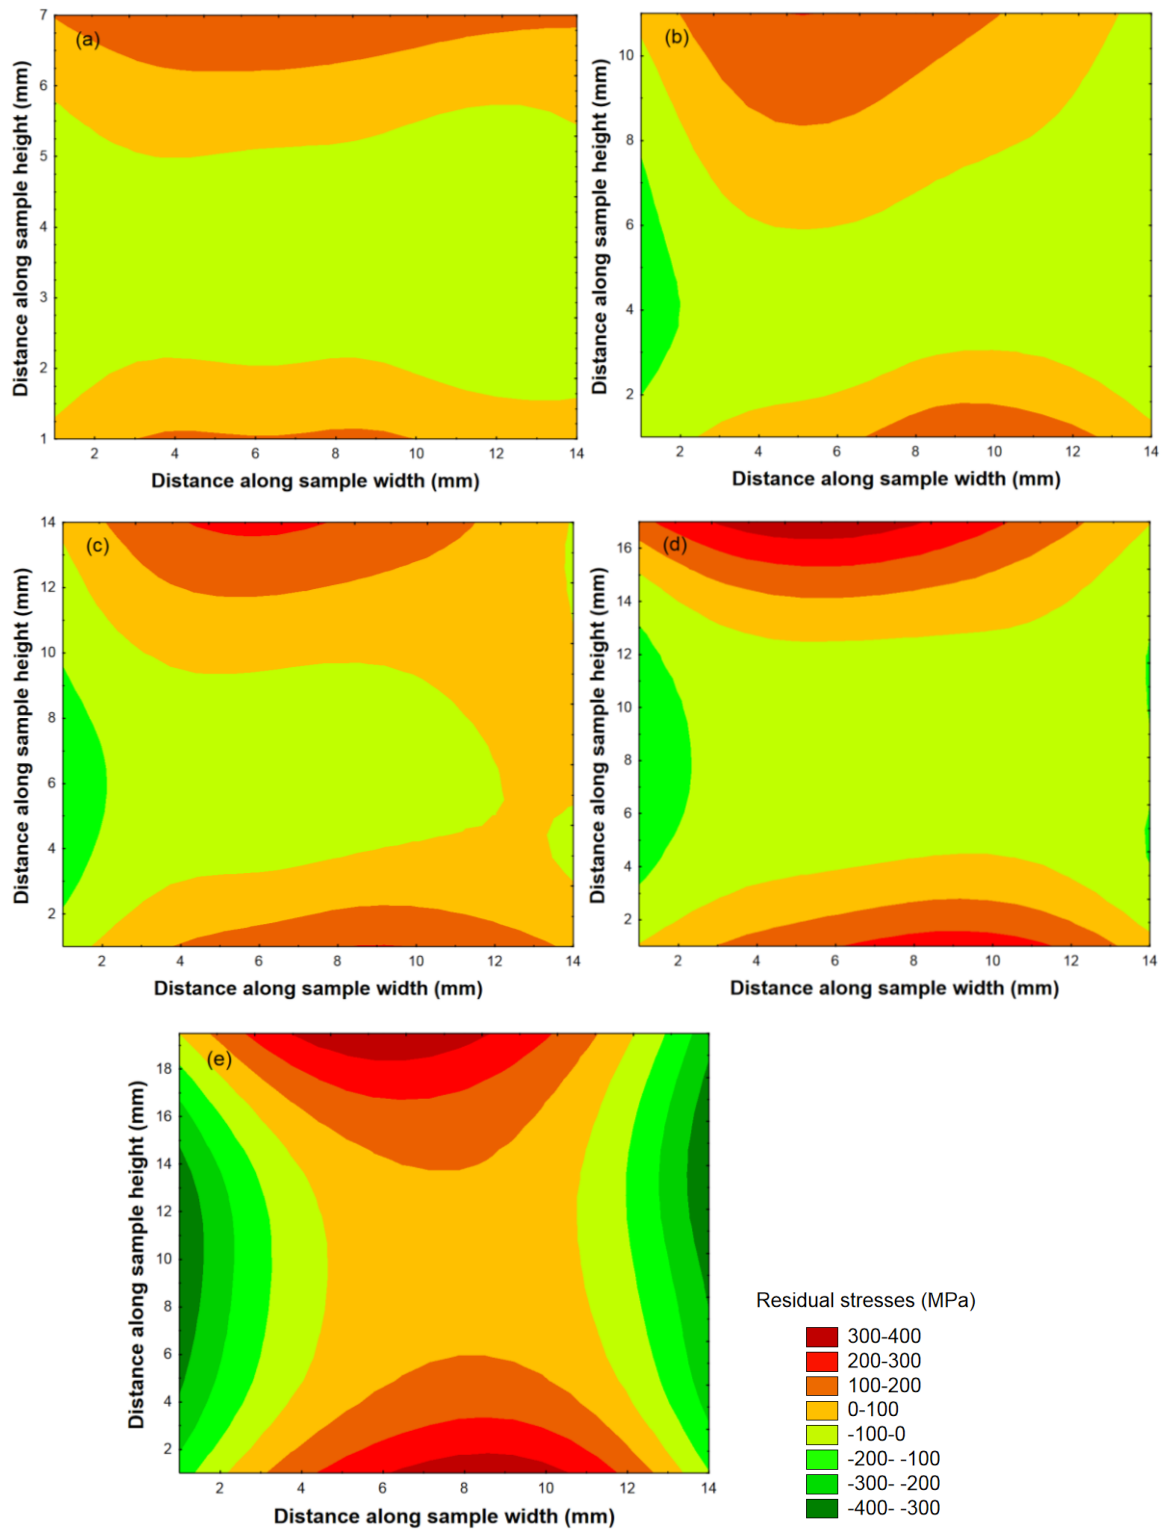 (a)
7
6
5
4
3
2
1
2 4 6 8 10 12 14
Distance along sample height (mm)
Distance along sample width (mm)
(b)
10
8
6
4
2
2 4 6 8 10 12 14
Distance along sample height (mm)
Distance along sample width (mm)
(c)
14
12
10
8
6
4
2
2 4 6 8 10 12 14
Distance along sample height (mm)
Distance along sample width (mm)
(d)
16
14
12
10
8
6
4
2
2 4 6 8 10 12 14
Distance along sample height (mm)
Distance along sample width (mm)
(e)
18
16
14
12
10
8
6
4
2
2 4 6 8 10 12 14
Distance along sample height (mm)
Distance along sample width (mm)
Residual stresses (MPa)
300-400
200-300
100-200
0-100
-100-0
-200- -100
-300- -200
-400- -300